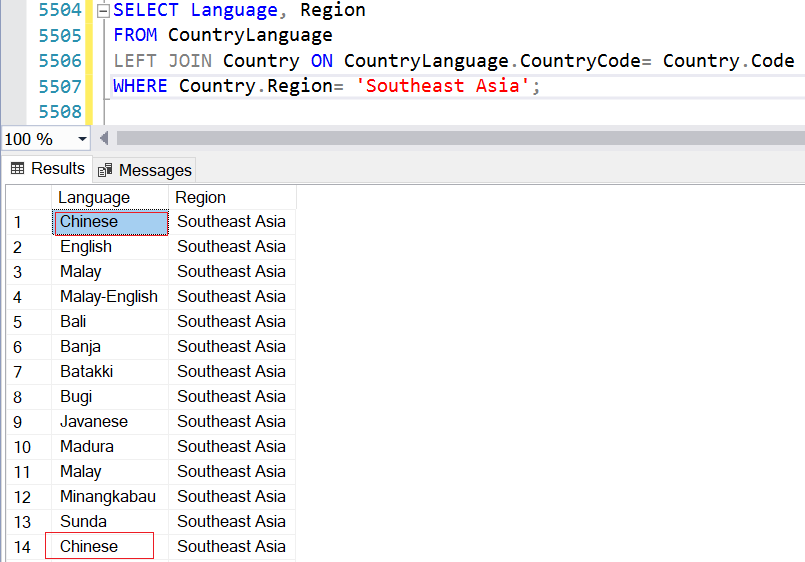 5504 SELECT Language, Region
5505 FROM CountryLanguage
5506 LEFT JOIN Country ON CountryLanguage.CountryCode= Country.Code
5507 WHERE Country.Region= 'Southeast Asia';
5508
100 %
Results Messages
Language Region
1 Chinese Southeast Asia
2 English Southeast Asia
3 Malay Southeast Asia
4 Malay-English Southeast Asia
5 Bali Southeast Asia
6 Banja Southeast Asia
7 Batakki Southeast Asia
8 Bugi Southeast Asia
9 Javanese Southeast Asia
10 Madura Southeast Asia
11 Malay Southeast Asia
12 Minangkabau Southeast Asia
13 Sunda Southeast Asia
14 Chinese Southeast Asia